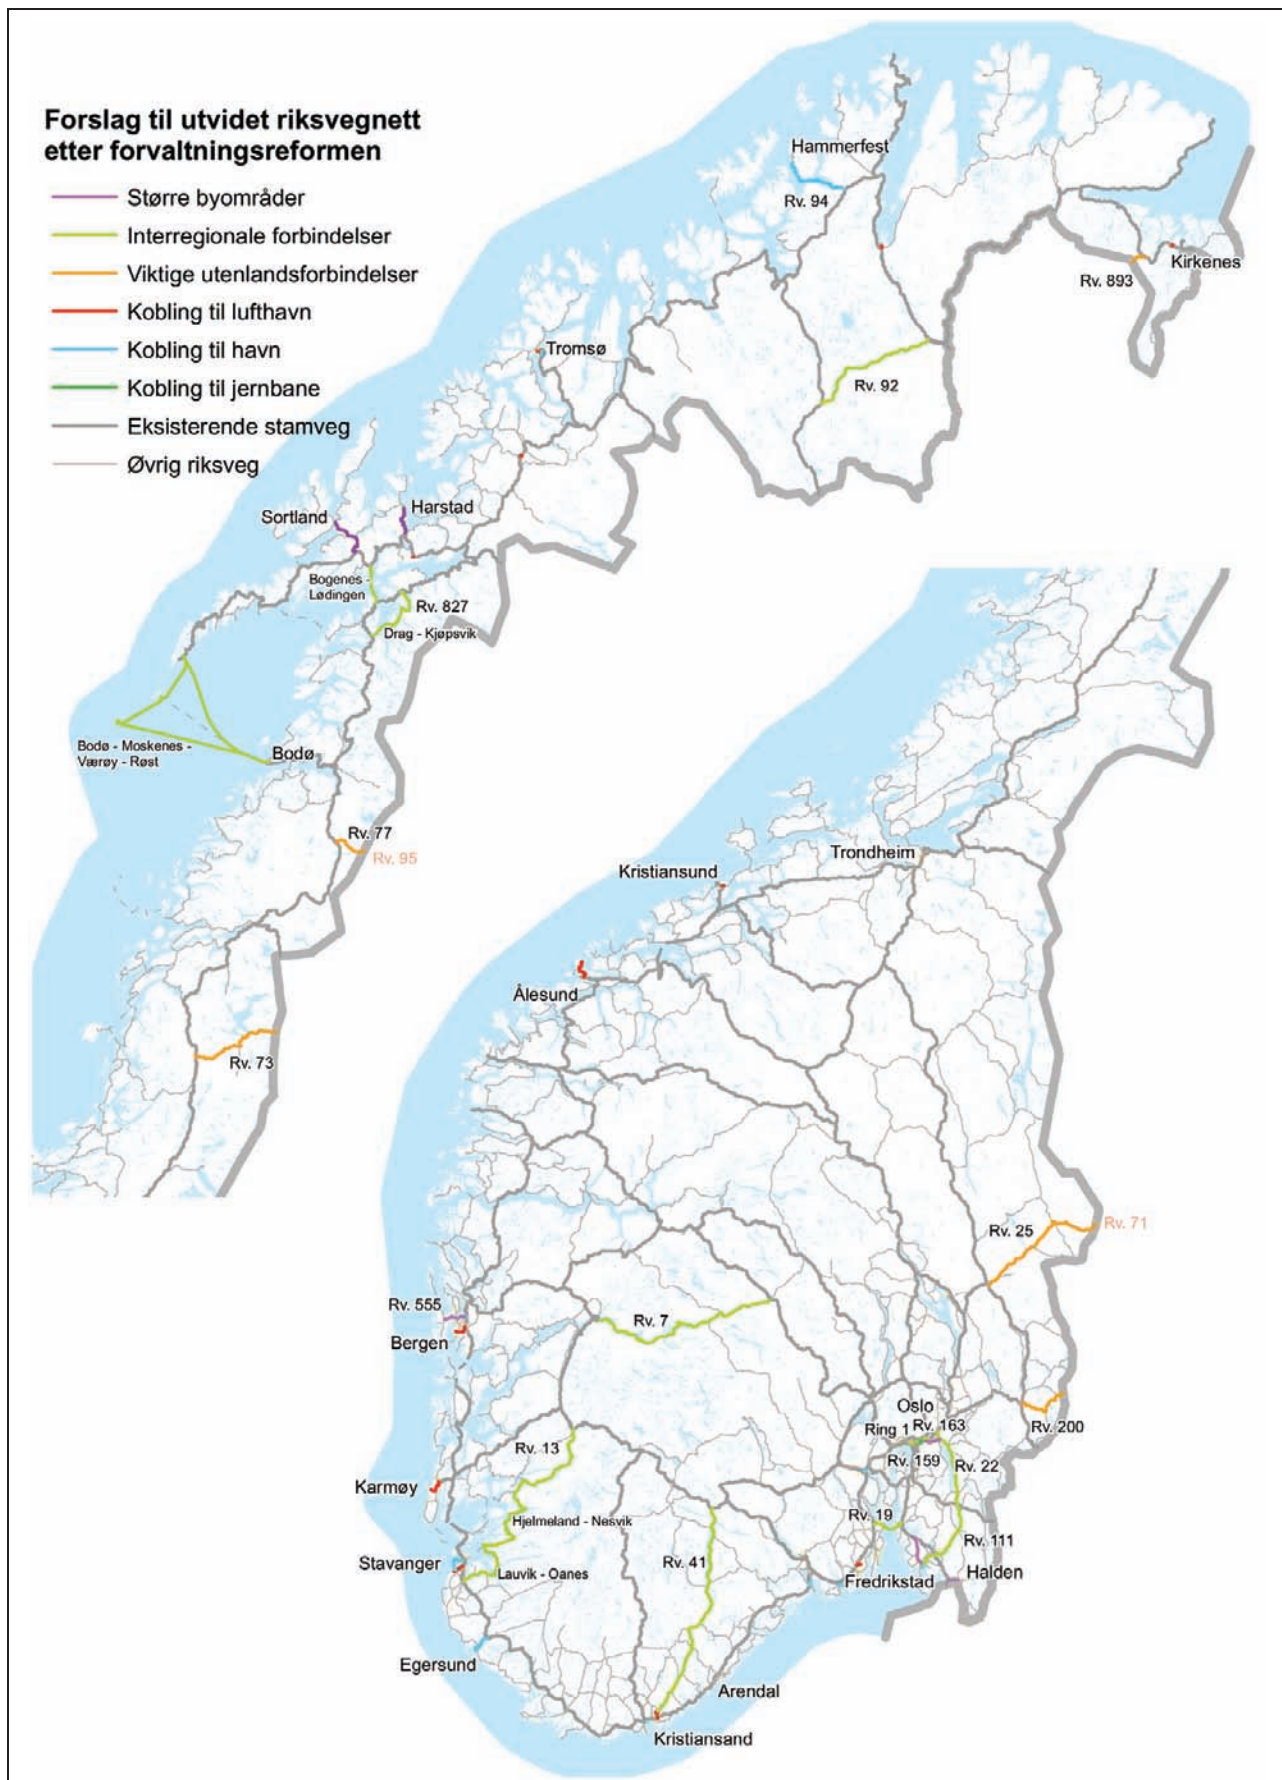 Forslag til utvidet riksvegnett
etter forvaltningsreformen
Større byområder
Interregionale forbindelser
Viktige utenlandsforbindelser
Kobling til lufthavn
Kobling til havn
Kobling til jernbane
Eksisterende stamveg
Øvrig riksveg
Hammerfest
Rv. 94
Kirkenes
Rv. 893
Tromsø
Rv. 92
Harstad
Sortland
Bogenes -
Lødingen
Rv. 827
Drag - Kjøpsvik
Bodø - Moskenes -
Værøy - Røst
Bodø
Rv. 77
Rv. 95
Rv. 73
Trondheim
Kristiansund
Ålesund
Rv. 25
Rv. 71
Rv. 555
Bergen
Rv. 7
Oslo
Ring 1
Rv. 163
Rv. 200
Rv. 13
Rv. 159
Rv. 22
Karmøy
Hjelmeland - Nesvik
Rv. 19
Rv. 111
Stavanger
Lauvik - Oanes
Rv. 41
Fredrikstad
Halden
Egersund
Arendal
Kristiansand